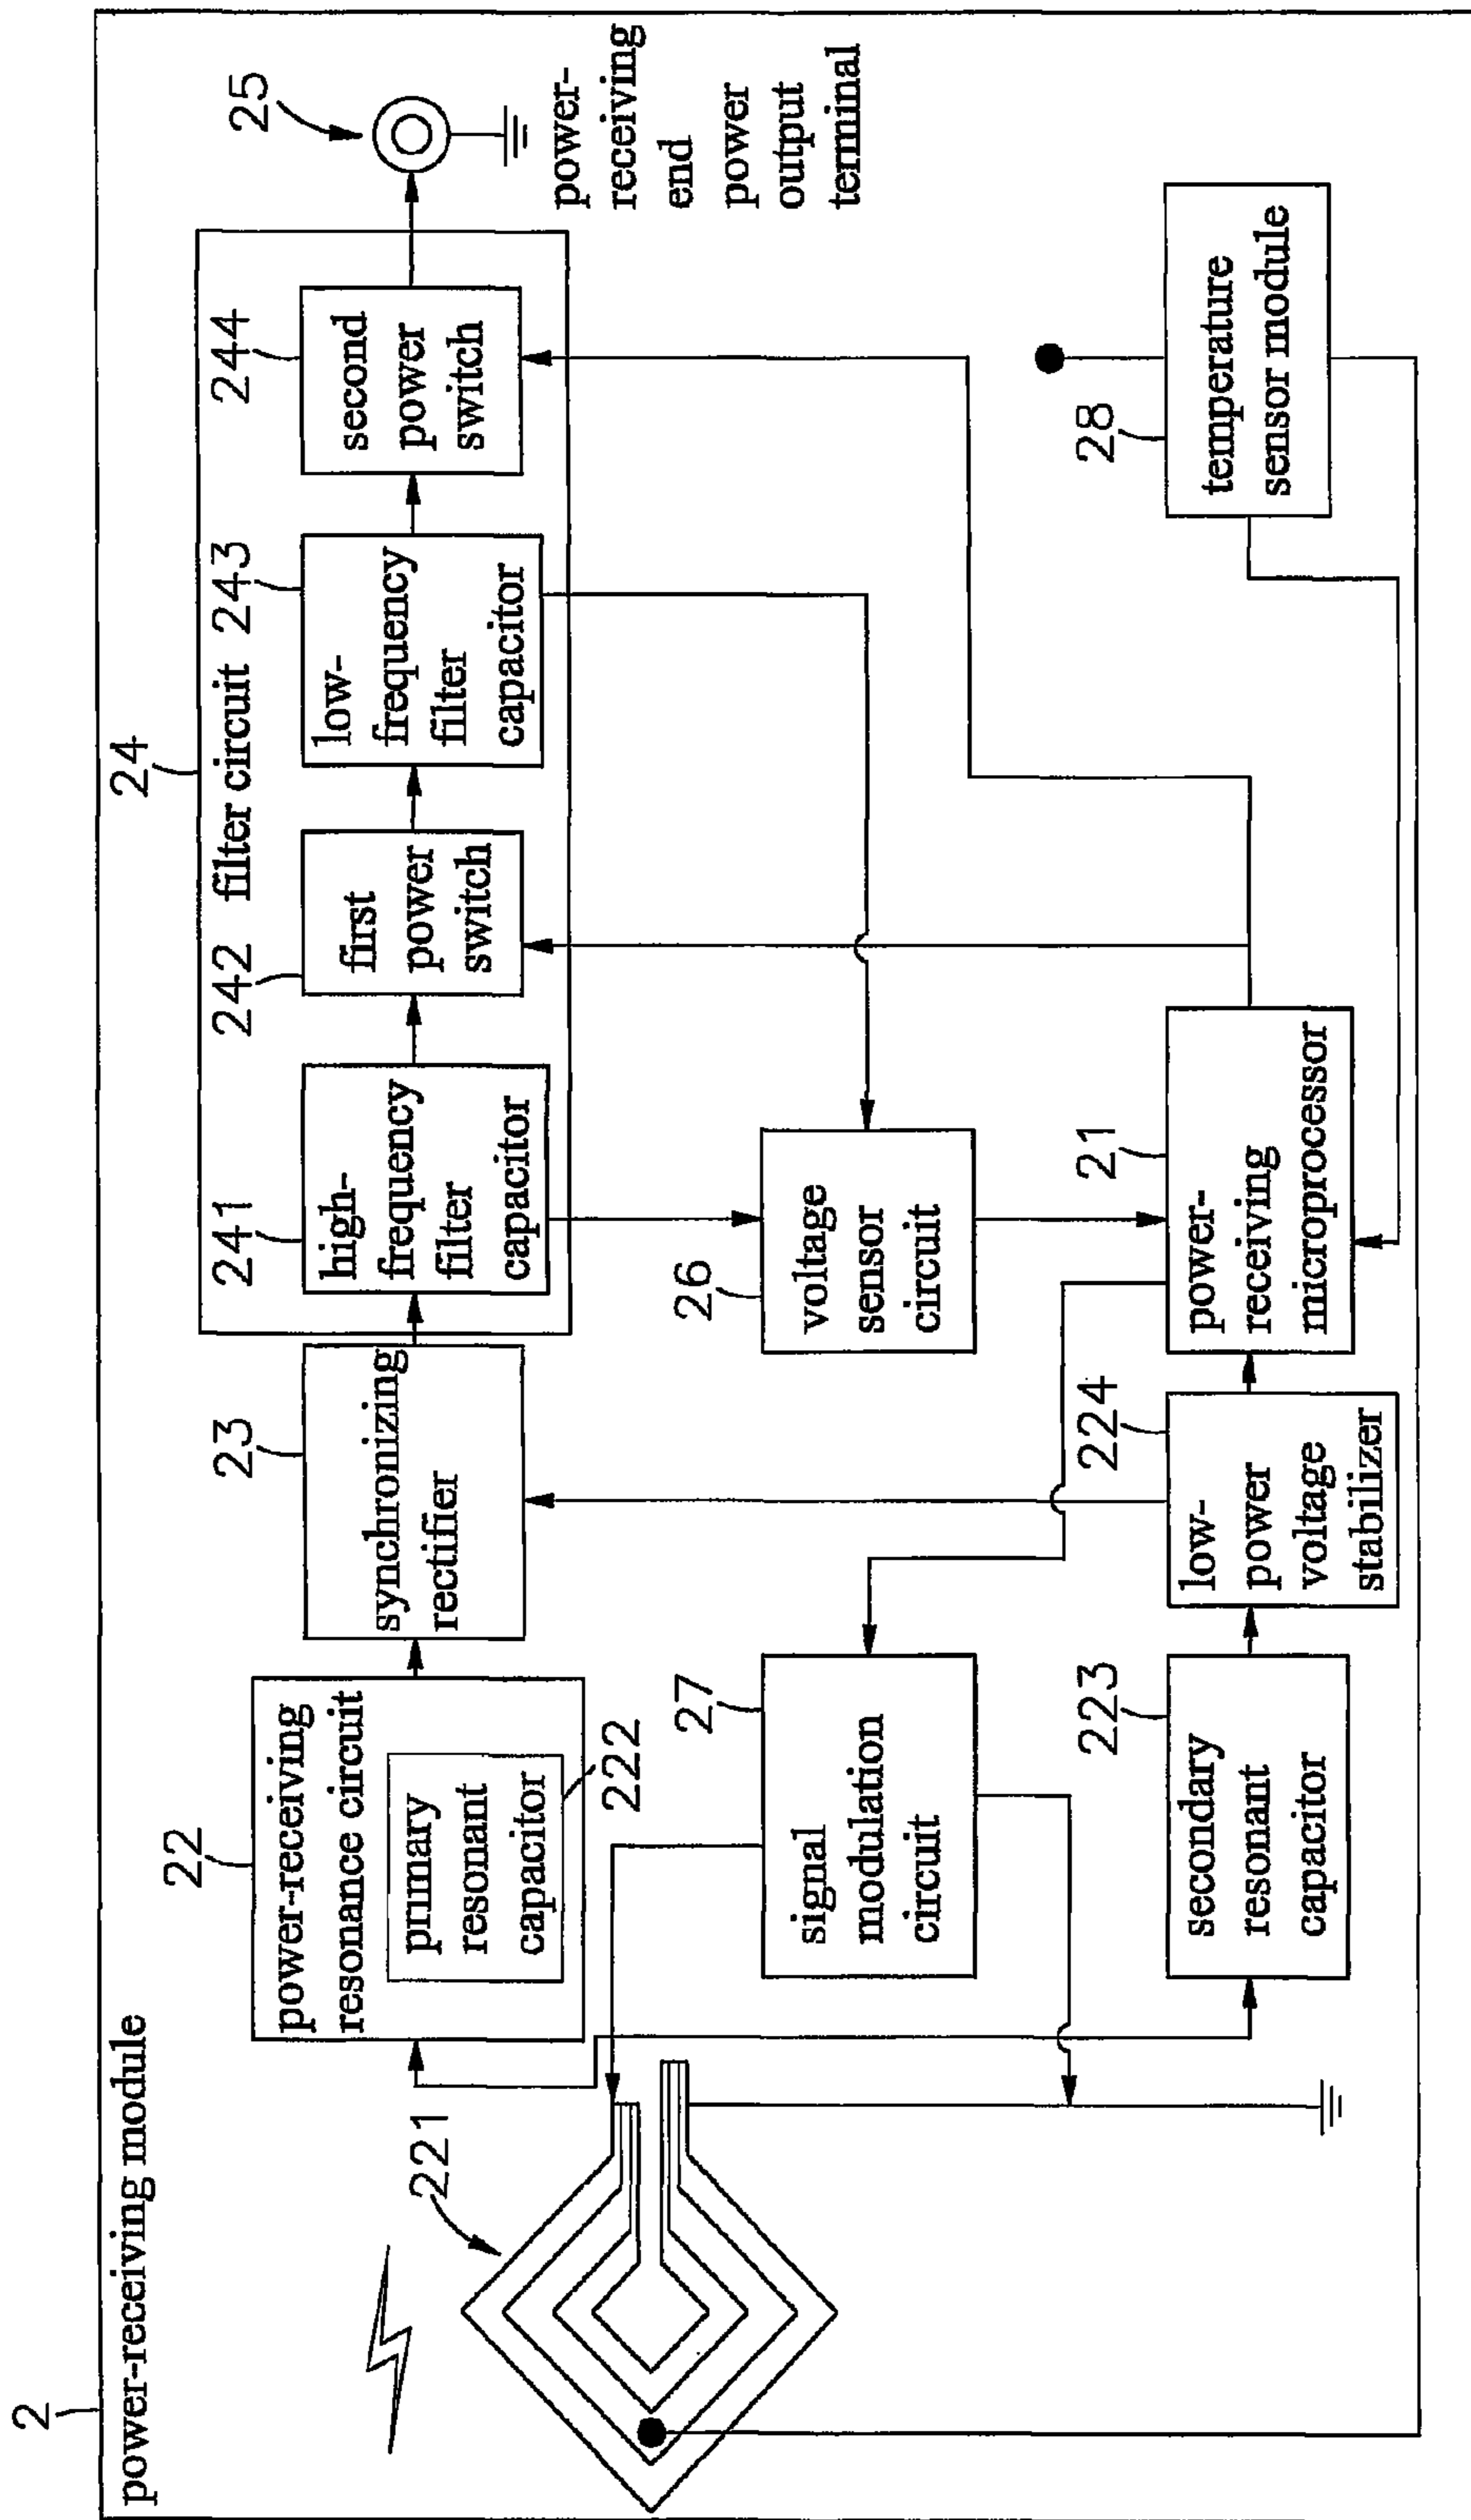 2
power-receiving module
22
power-receiving
resonance circuit
primary
resonant
capacitor
222
23
synchronizing
rectifier
24
filter circuit
241
high-
frequency
filter
capacitor
242
first
power
switch
243
low-
frequency
filter
capacitor
244
second
power
switch
25
power-
receiving
end
power
output
teminal
221
27
signal
modulation
circuit
26
voltage
sensor
circuit
223
secondary
resonant
capacitor
224
low-
power
voltage
stabilizer
21
power-
receiving
microprocessor
28
temperature
sensor module